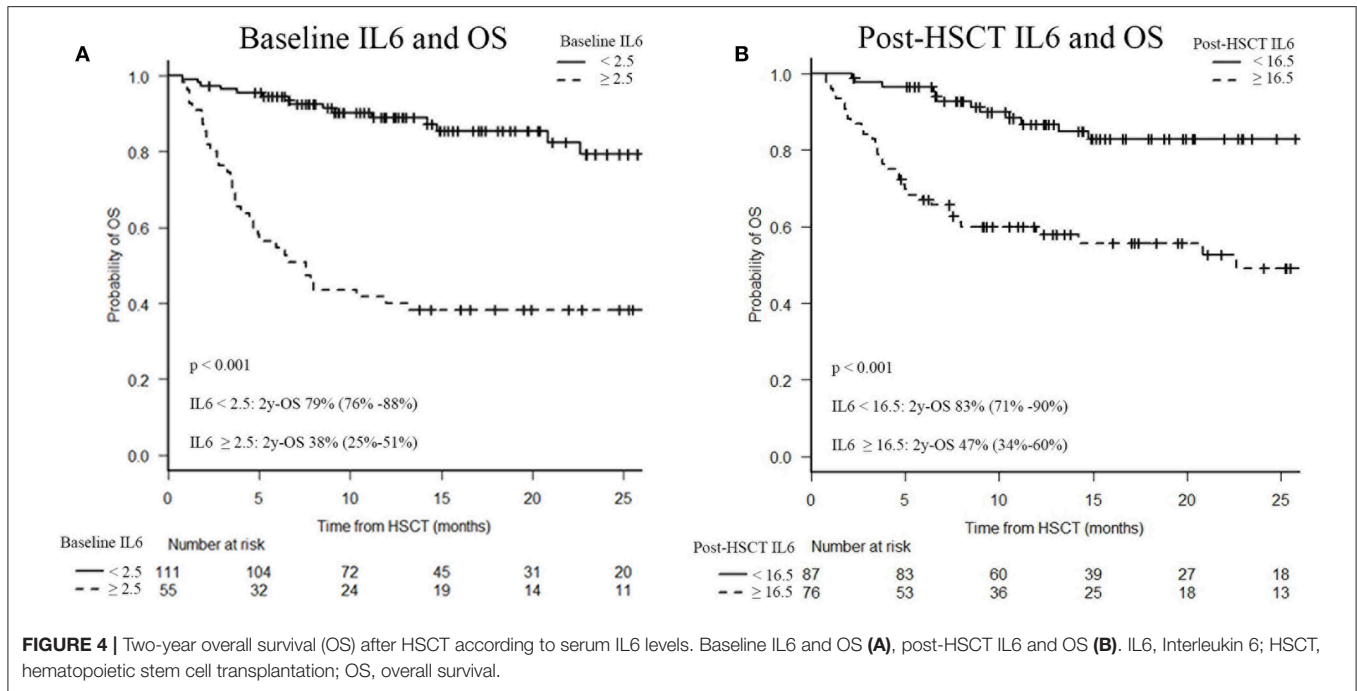 A
Baseline IL6 and OS
Baseline IL6
< 2.5
≥ 2.5
Probability of OS
1.0
0.8
0.6
0.4
0.2
0.0
p < 0.001
IL6 < 2.5: 2y-OS 79% (76% -88%)
IL6 ≥ 2.5: 2y-OS 38% (25%-51%)
0 5 10 15 20 25
Time from HSCT (months)
Baseline IL6 Number at risk
< 2.5 111 104 72 45 31 20
≥ 2.5 55 32 24 19 14 11
B
Post-HSCT IL6 and OS
Post-HSCT IL6
< 16.5
≥ 16.5
Probability of OS
1.0
0.8
0.6
0.4
0.2
0.0
p < 0.001
IL6 < 16.5: 2y-OS 83% (71% -90%)
IL6 ≥ 16.5: 2y-OS 47% (34%-60%)
0 5 10 15 20 25
Time from HSCT (months)
Post-HSCT IL6 Number at risk
< 16.5 87 83 60 39 27 18
≥ 16.5 76 53 36 25 18 13
FIGURE 4 | Two-year overall survival (OS) after HSCT according to serum IL6 levels. Baseline IL6 and OS (A), post-HSCT IL6 and OS (B). IL6, Interleukin 6; HSCT,
hematopoietic stem cell transplantation; OS, overall survival.